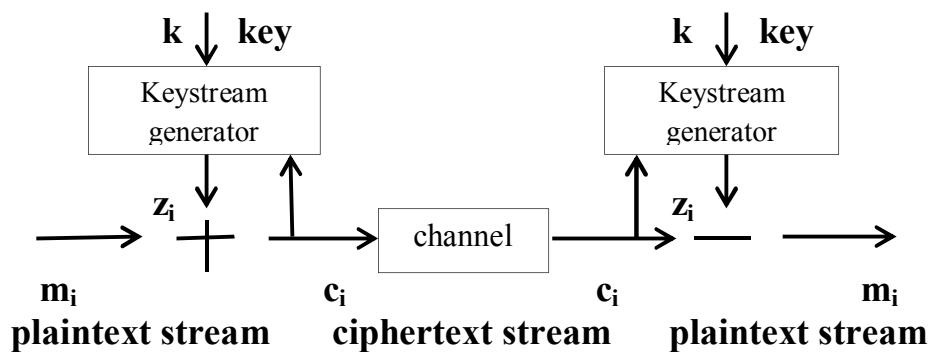 k key
k key
Keystream
generator
Keystream
generator
zᵢ
channel
zᵢ
mᵢ
cᵢ
cᵢ
mᵢ
plaintext stream
ciphertext stream
plaintext stream